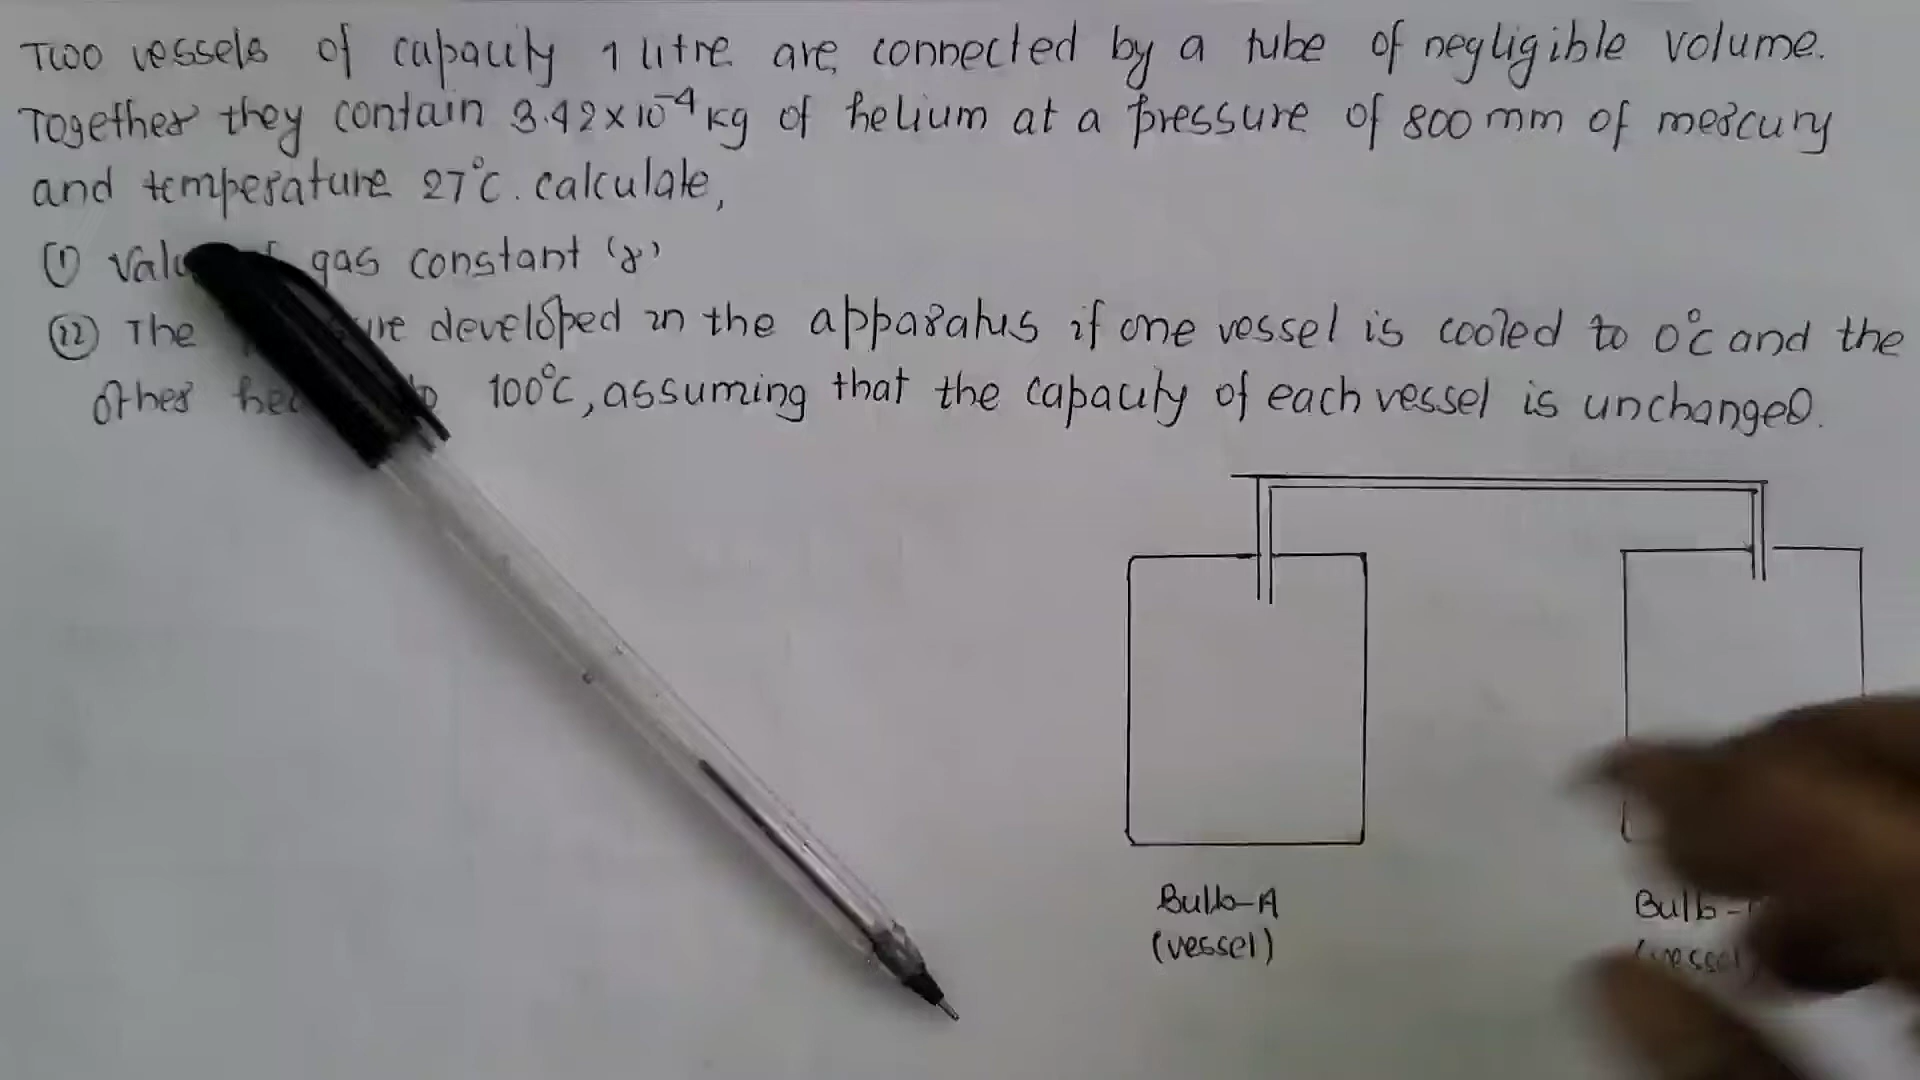 Two vessels of capacity 1 litre are connected by a tube of negligible volume.
Together they contain 3.42×10⁻⁴ kg of helium at a pressure of 800 mm of mercury
and temperature 27°C. calculate,
(i) gas constant 'r'
(ii) The developed in the apparatus if one vessel is cooled to 0°c and the
other 100°C, assuming that the capacity of each vessel is unchanged.
Bulb-A
(vessel)
Bulb-